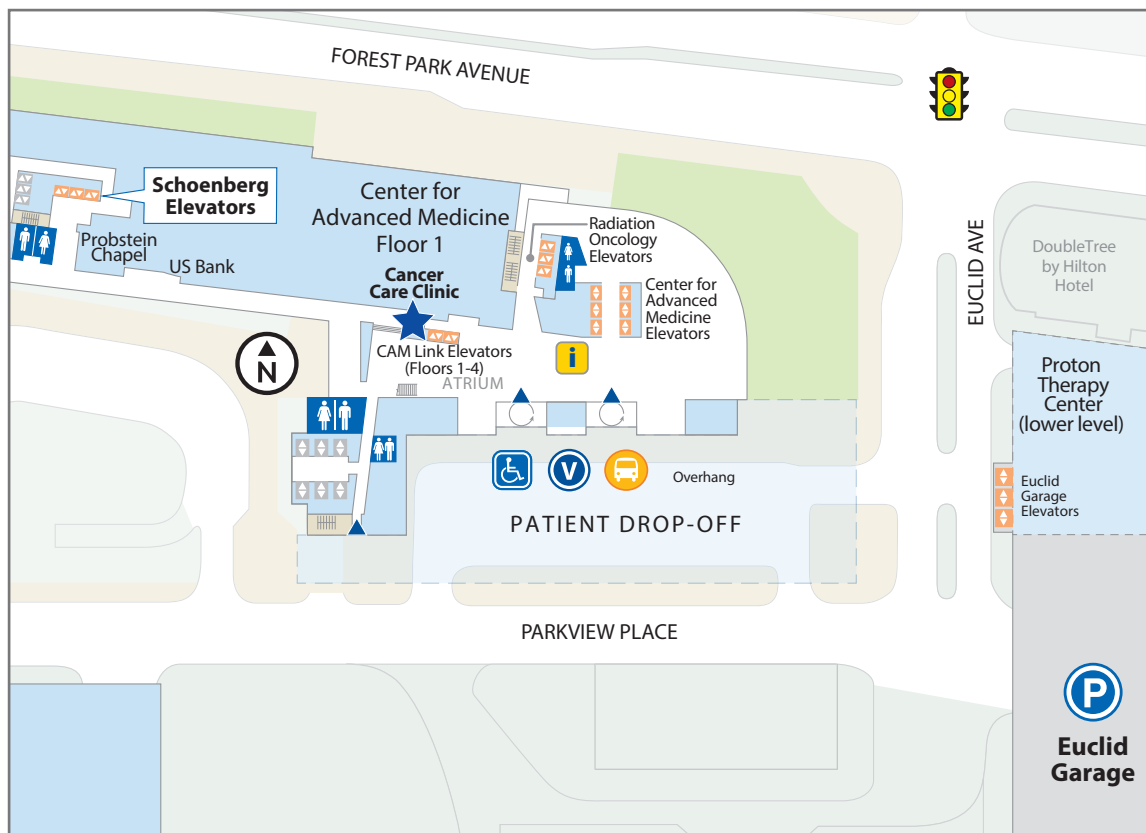 FOREST PARK AVENUE
Schoenberg
Elevators
Center for
Advanced Medicine
Floor 1
Radiation
Oncology
Elevators
Probstein
Chapel
US Bank
Cancer
Care Clinic
Center for
Advanced
Medicine
Elevators
EUCLID AVE
DoubleTree
by Hilton
Hotel
N
CAM Link Elevators
(Floors 1-4)
ATRIUM
i
Proton
Therapy
Center
(lower level)
V
Overhang
Euclid
Garage
Elevators
PATIENT DROP-OFF
PARKVIEW PLACE
P
Euclid
Garage